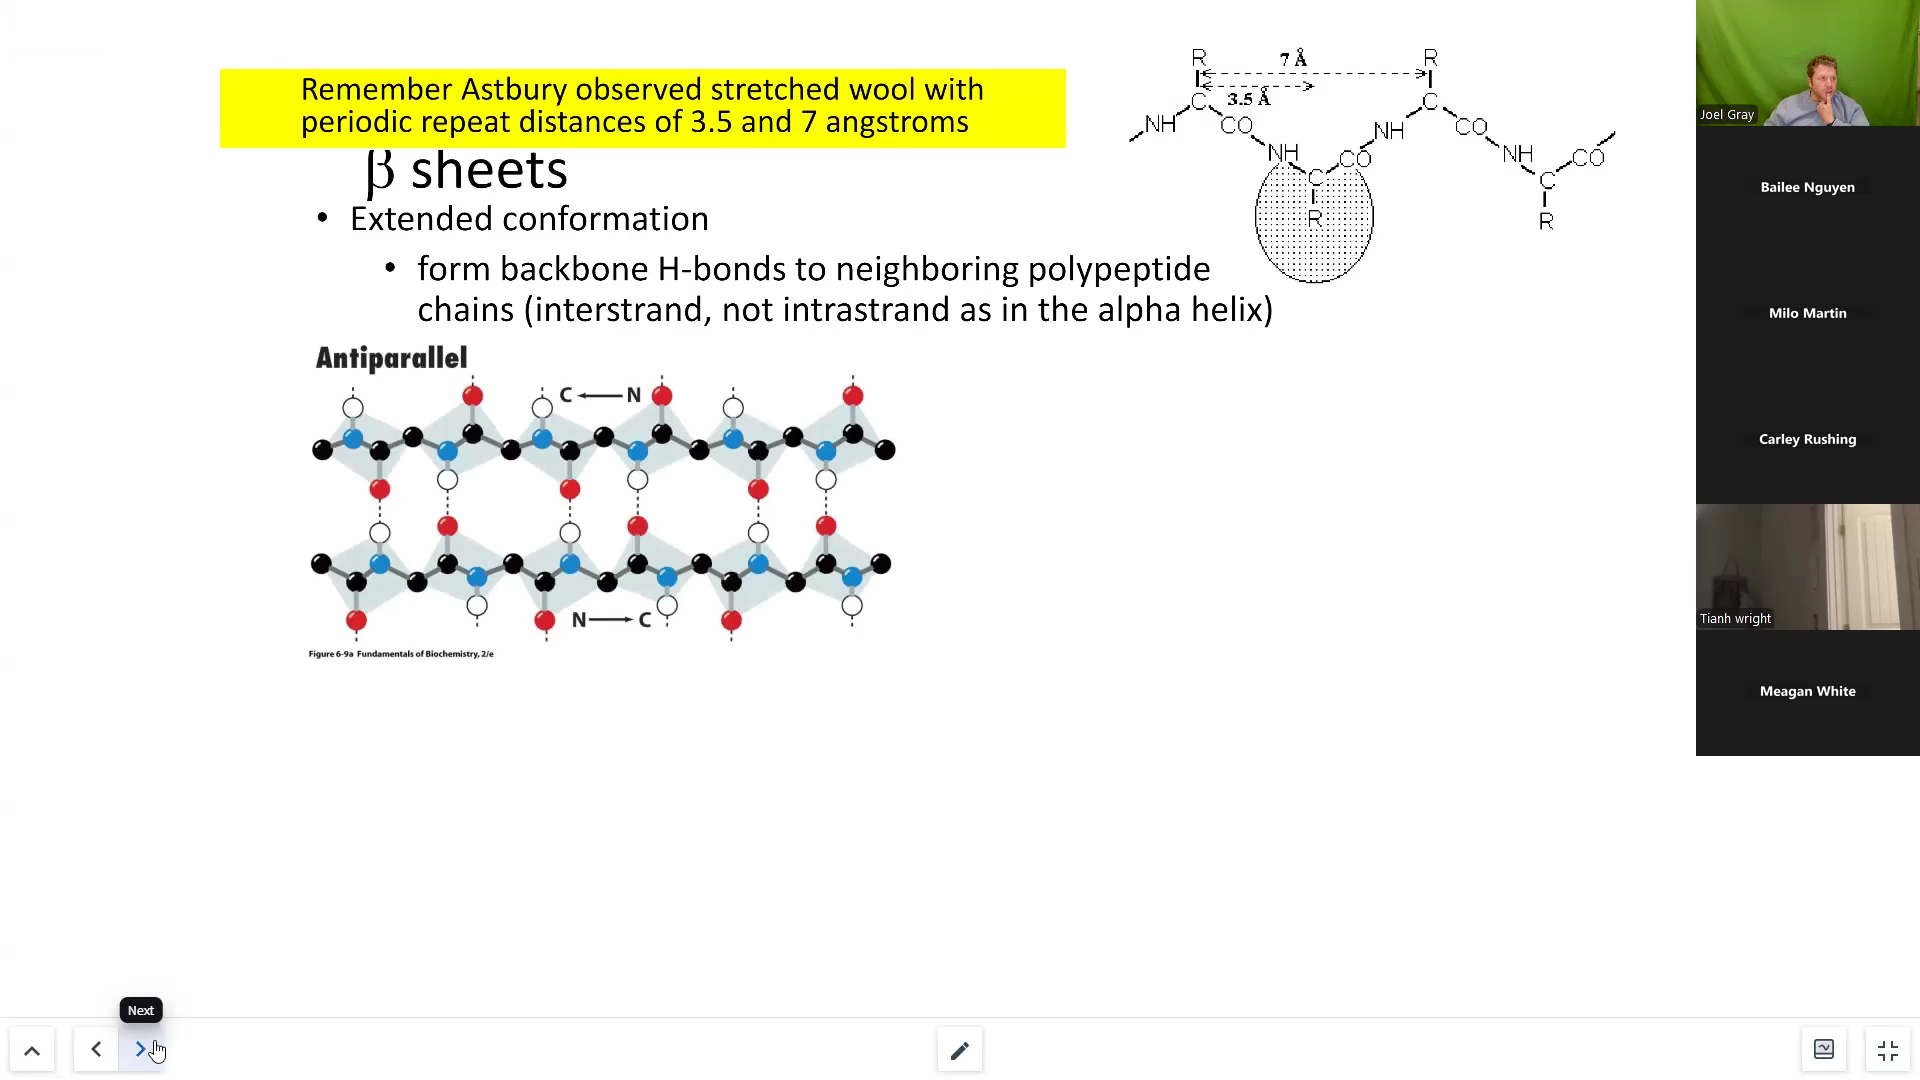 Remember Astbury observed stretched wool with
periodic repeat distances of 3.5 and 7 angstroms
β sheets
• Extended conformation
• form backbone H-bonds to neighboring polypeptide
chains (interstrand, not intrastrand as in the alpha helix)
R 7 Å R
3.5 Å
C C
NH CO NH CO
NH CO NH CO
C C
R R
Antiparallel
C N
N C
Figure 6-9a Fundamentals of Biochemistry, 2/e
Joel Gray
Bailee Nguyen
Milo Martin
Carley Rushing
Tianh wright
Meagan White
Next